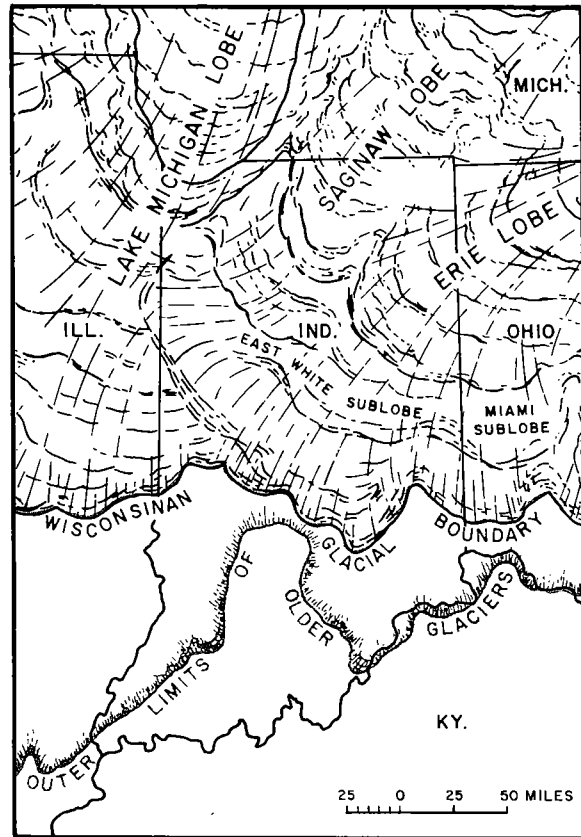 MICH.
LAKE MICHIGAN LOBE
SAGINAW LOBE
ERIE LOBE
ILL.
IND.
OHIO
EAST WHITE SUBLOBE
MIAMI
SUBLOBE
WISCONSINAN GLACIAL BOUNDARY
OUTER LIMITS OF OLDER GLACIERS
KY.
25 0 25 50 MILES